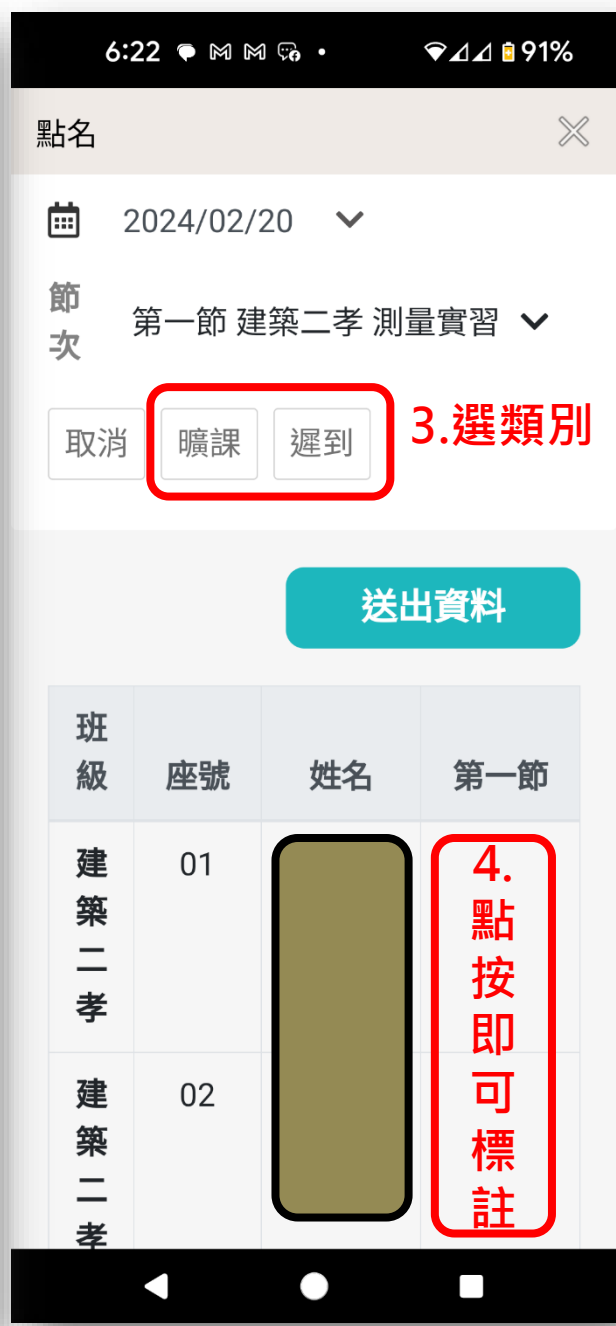 6:22 91%
點名
2024/02/20
節次 第一節 建築二孝 測量實習
取消 曠課 遲到 3.選類別
送出資料
班級 座號 姓名 第一節
建築二孝 01
建築二孝 02
4.點按即可標註